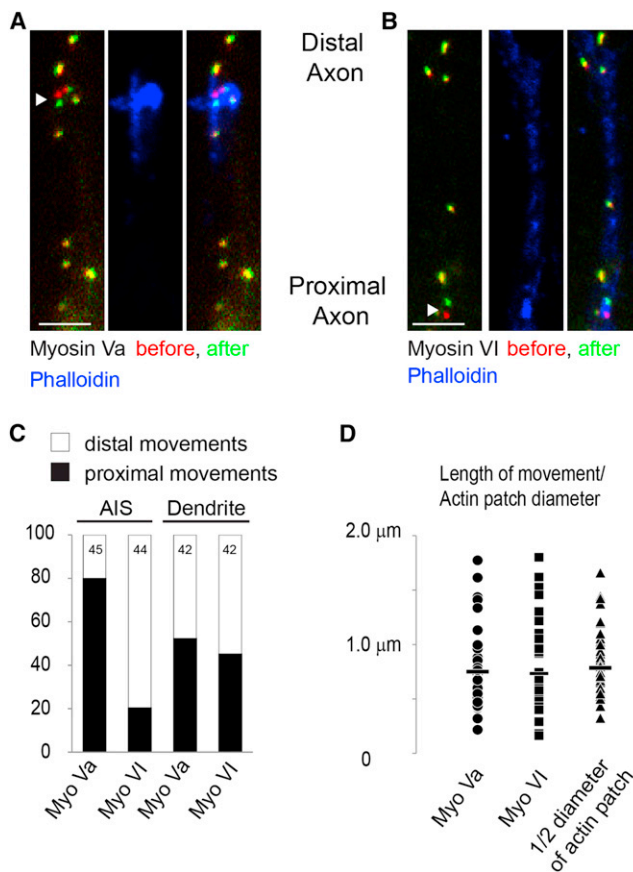 A
B
Distal
Axon
Proximal
Axon
Myosin Va before, after
Phalloidin
Myosin VI before, after
Phalloidin
C
distal movements
proximal movements
AIS Dendrite
100
80
60
40
20
0
45 44 42 42
Myo Va
Myo VI
Myo Va
Myo VI
D
Length of movement/
Actin patch diameter
2.0 μm
1.0 μm
0
Myo Va
Myo VI
1/2 diameter
of actin patch